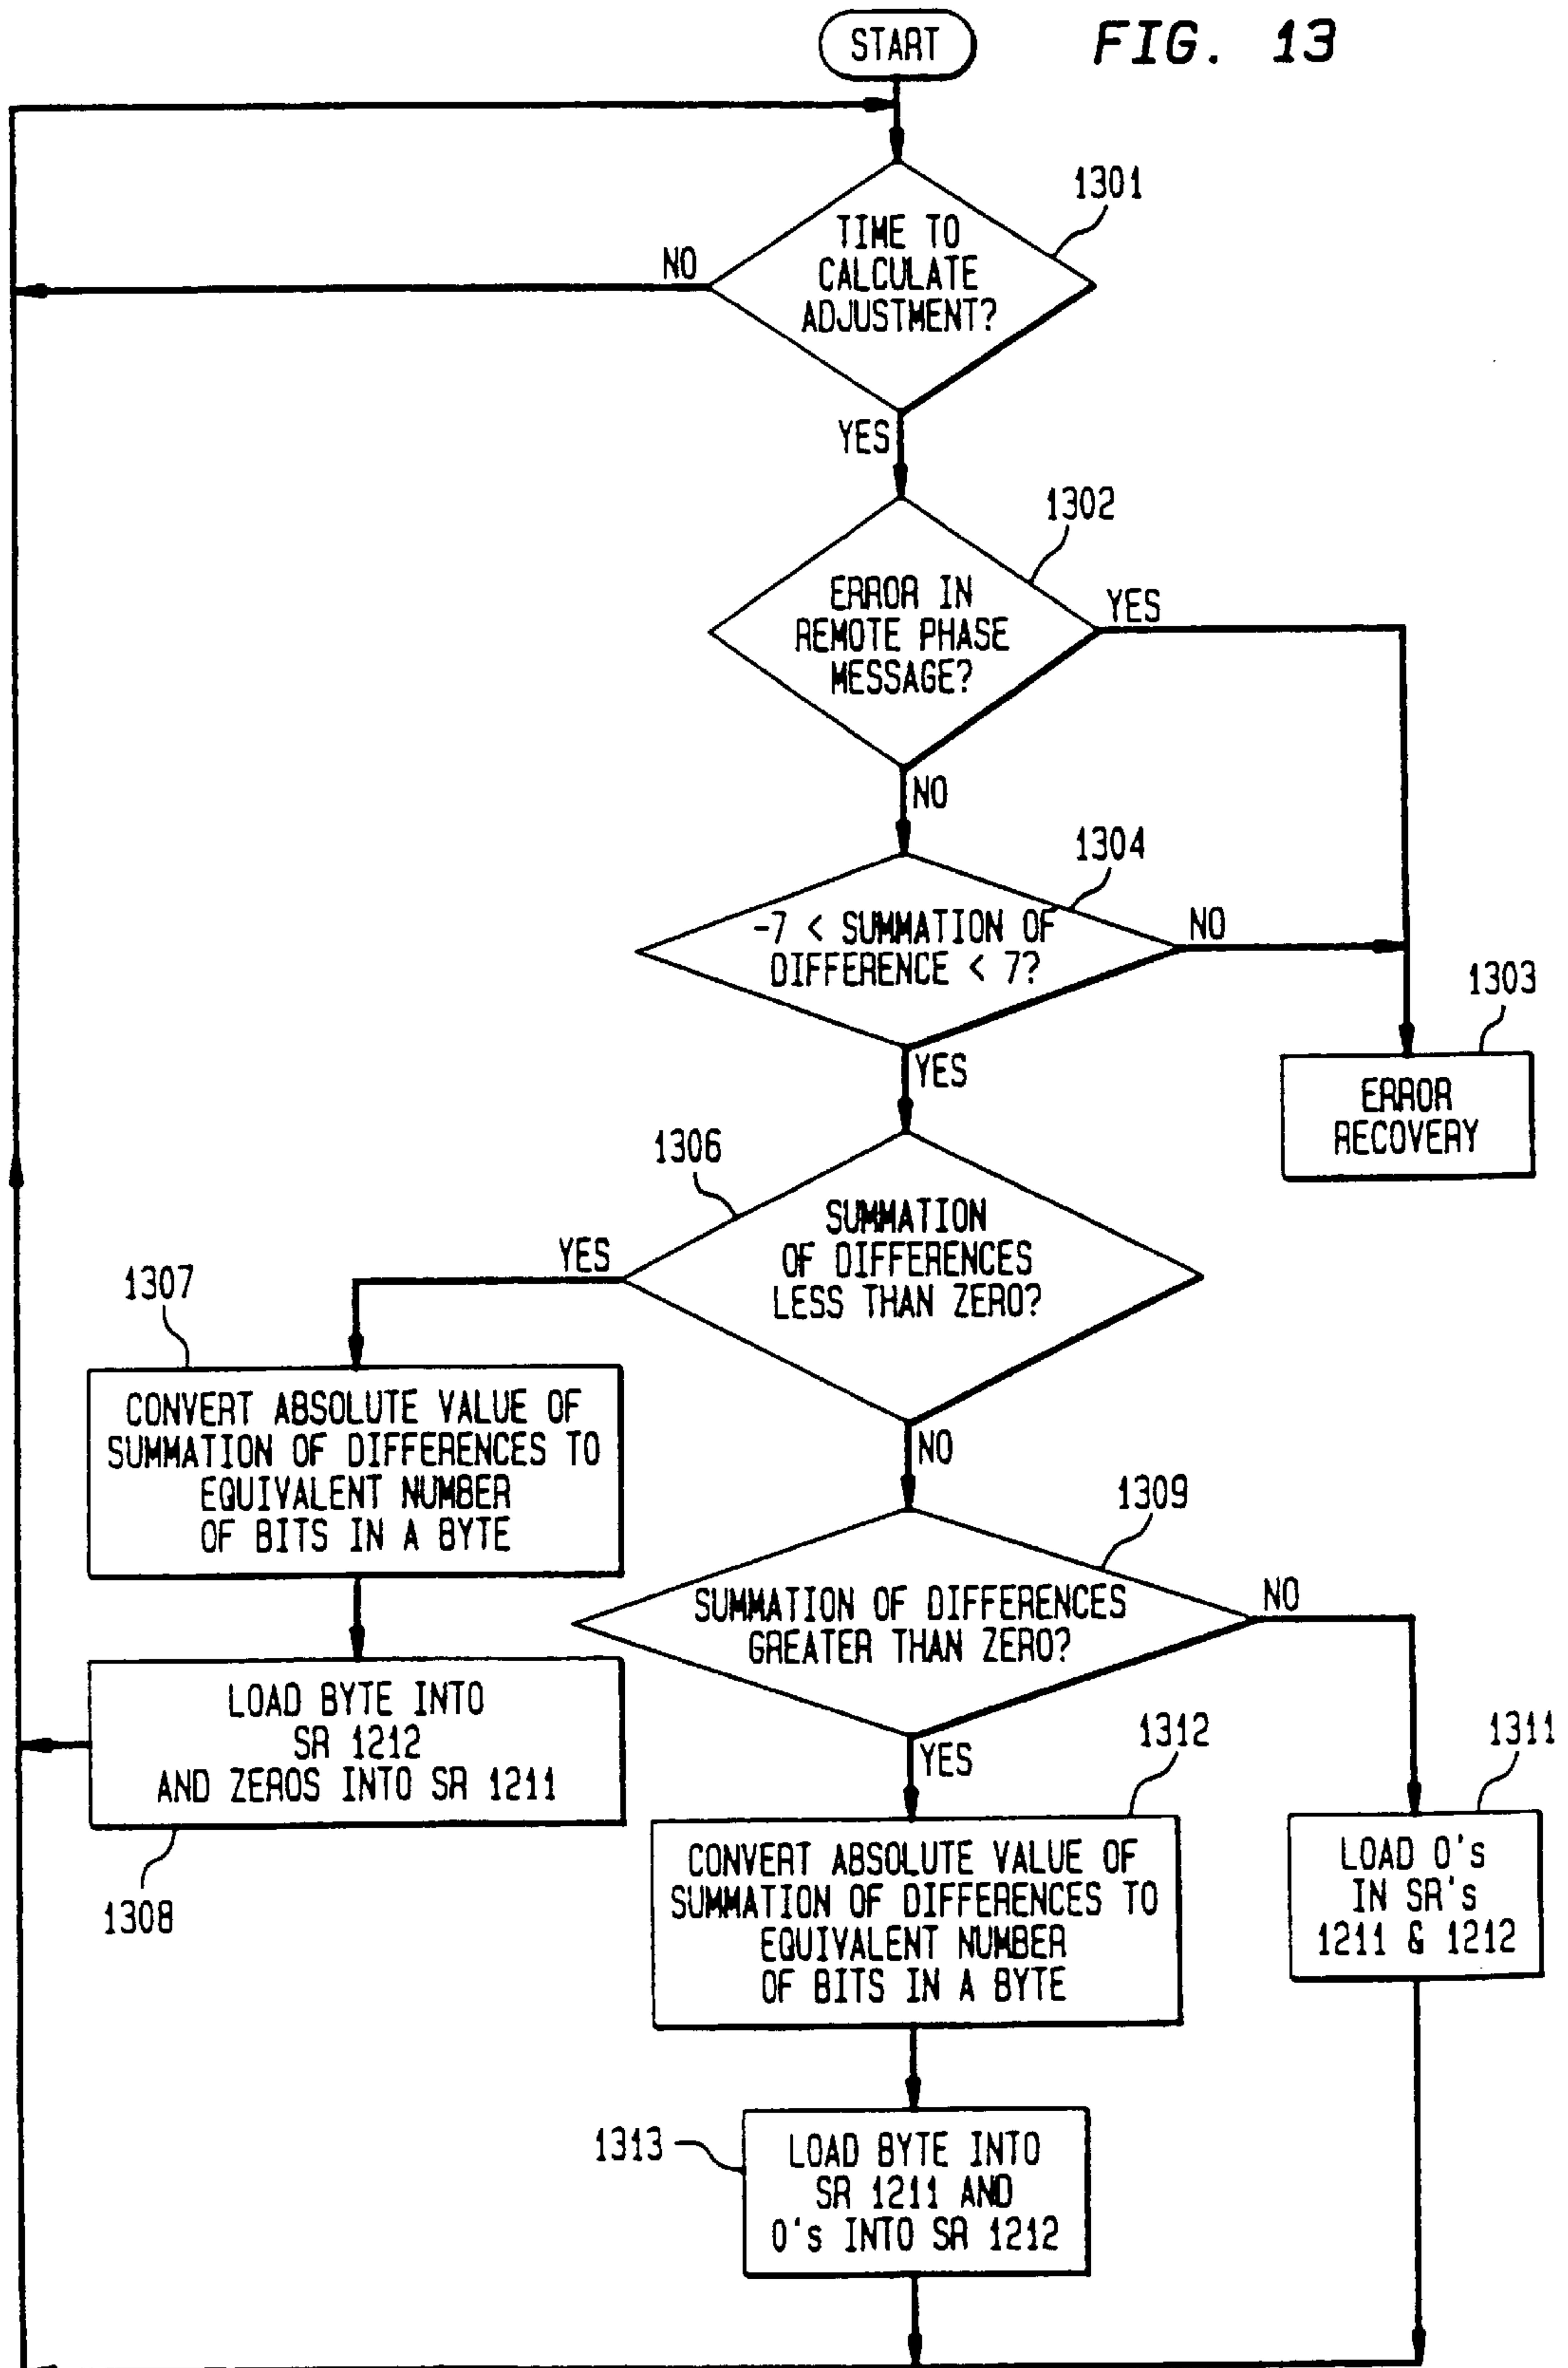 START
FIG. 13
1301
TIME TO
CALCULATE
ADJUSTMENT?
NO
YES
1302
ERROR IN
REMOTE PHASE
MESSAGE?
YES
NO
1304
-7 < SUMMATION OF
DIFFERENCE < 7?
NO
YES
1303
ERROR
RECOVERY
1306
SUMMATION
OF DIFFERENCES
LESS THAN ZERO?
YES
NO
1307
CONVERT ABSOLUTE VALUE OF
SUMMATION OF DIFFERENCES TO
EQUIVALENT NUMBER
OF BITS IN A BYTE
LOAD BYTE INTO
SR 1212
AND ZEROS INTO SR 1211
1308
1309
SUMMATION OF DIFFERENCES
GREATER THAN ZERO?
NO
YES
1312
CONVERT ABSOLUTE VALUE OF
SUMMATION OF DIFFERENCES TO
EQUIVALENT NUMBER
OF BITS IN A BYTE
1311
LOAD 0's
IN SR's
1211 & 1212
1313
LOAD BYTE INTO
SR 1211 AND
0's INTO SR 1212